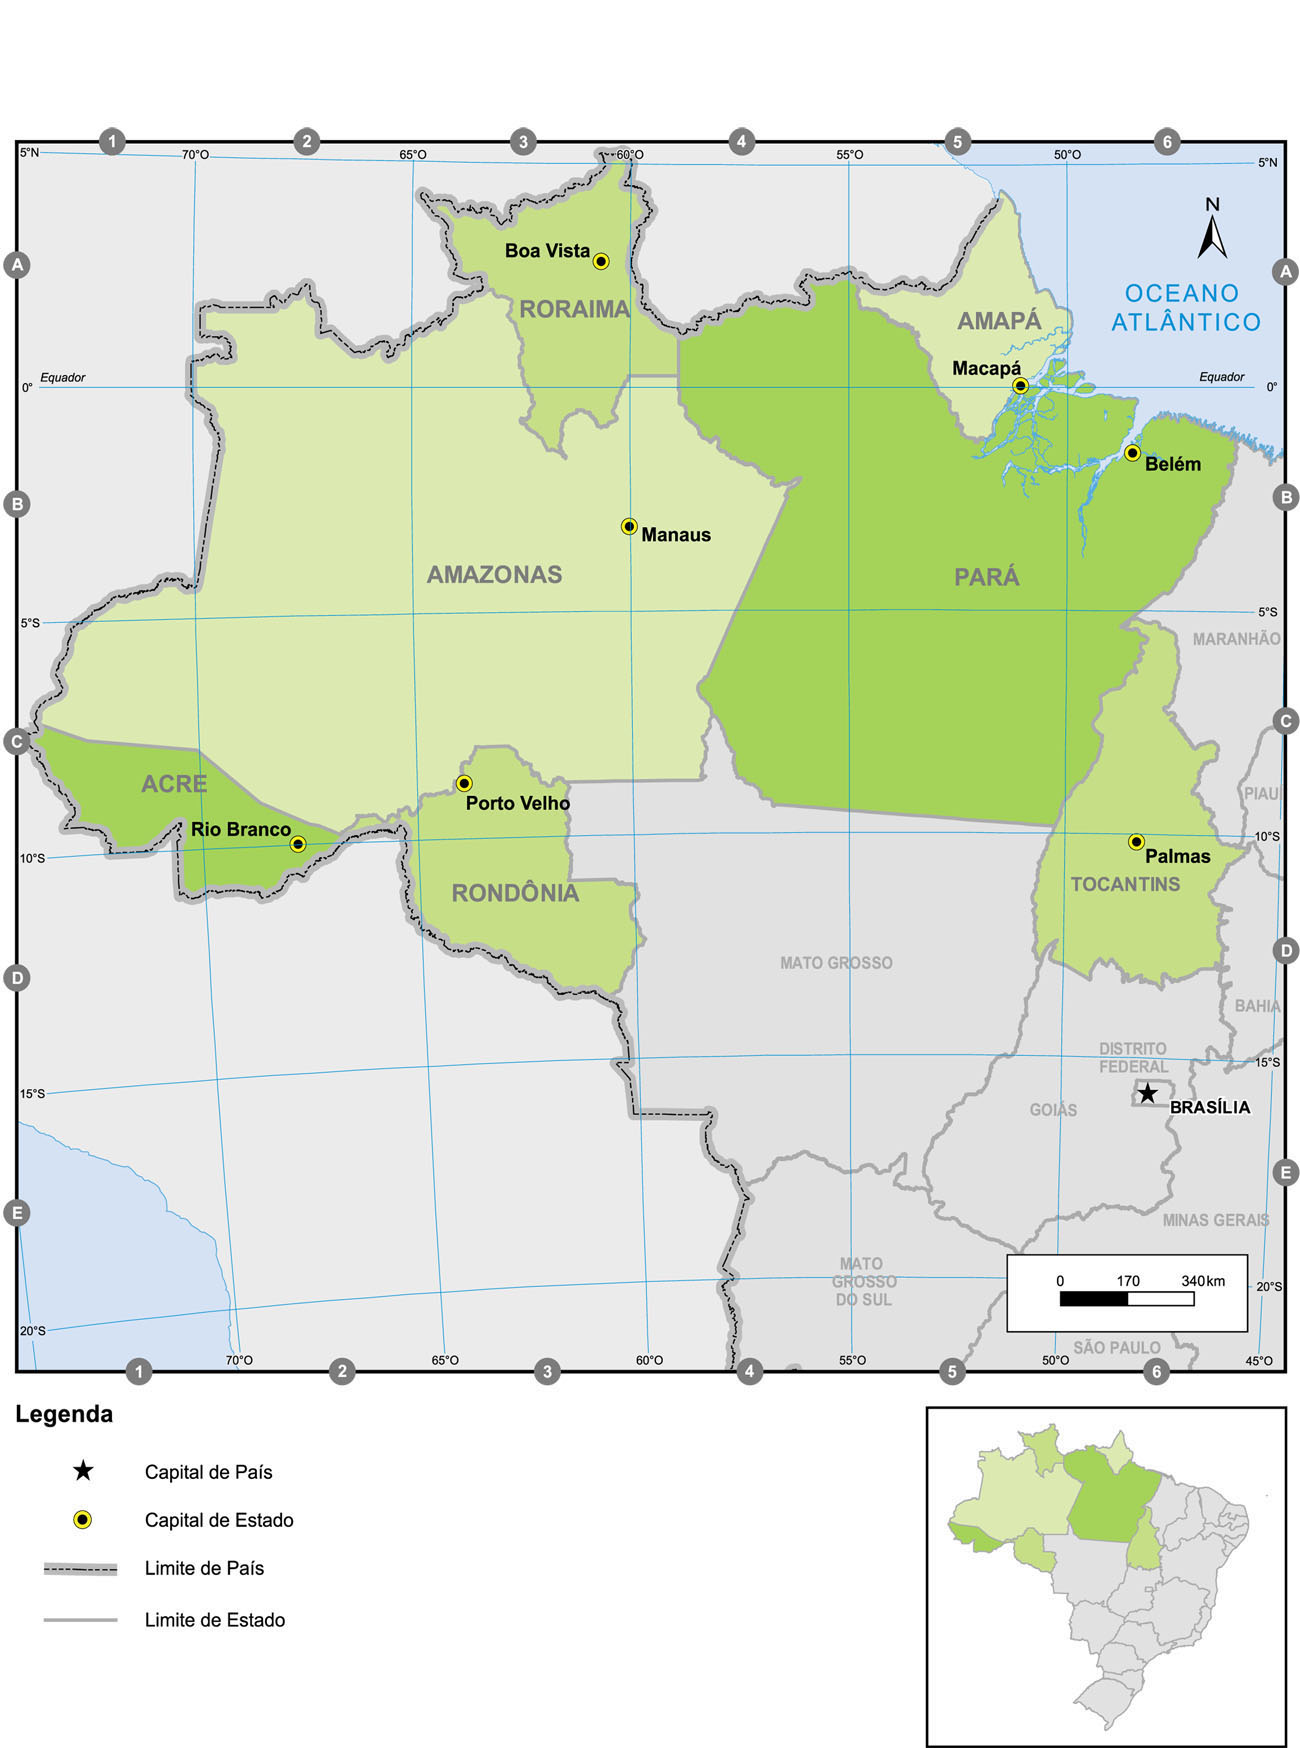 1 2 3 4 5 6
5°N 70°O 65°O 60°O 55°O 50°O 5°N
N
Boa Vista
A A
OCEANO
ATLÂNTICO
RORAIMA
AMAPÁ
Macapá
0° Equador Equador 0°
Belém
B B
Manaus
AMAZONAS
PARÁ
5°S 5°S
MARANHÃO
C C
ACRE
Porto Velho
PIAUÍ
Rio Branco
10°S 10°S
Palmas
TOCANTINS
RONDÔNIA
MATO GROSSO
D D
BAHIA
DISTRITO
FEDERAL
15°S 15°S
GOIÁS
BRASÍLIA
E E
MINAS GERAIS
MATO
GROSSO
DO SUL
0 170 340 km
20°S 20°S
SÃO PAULO
70°O 65°O 60°O 55°O 50°O 45°O
1 2 3 4 5 6
Legenda
Capital de País
Capital de Estado
Limite de País
Limite de Estado